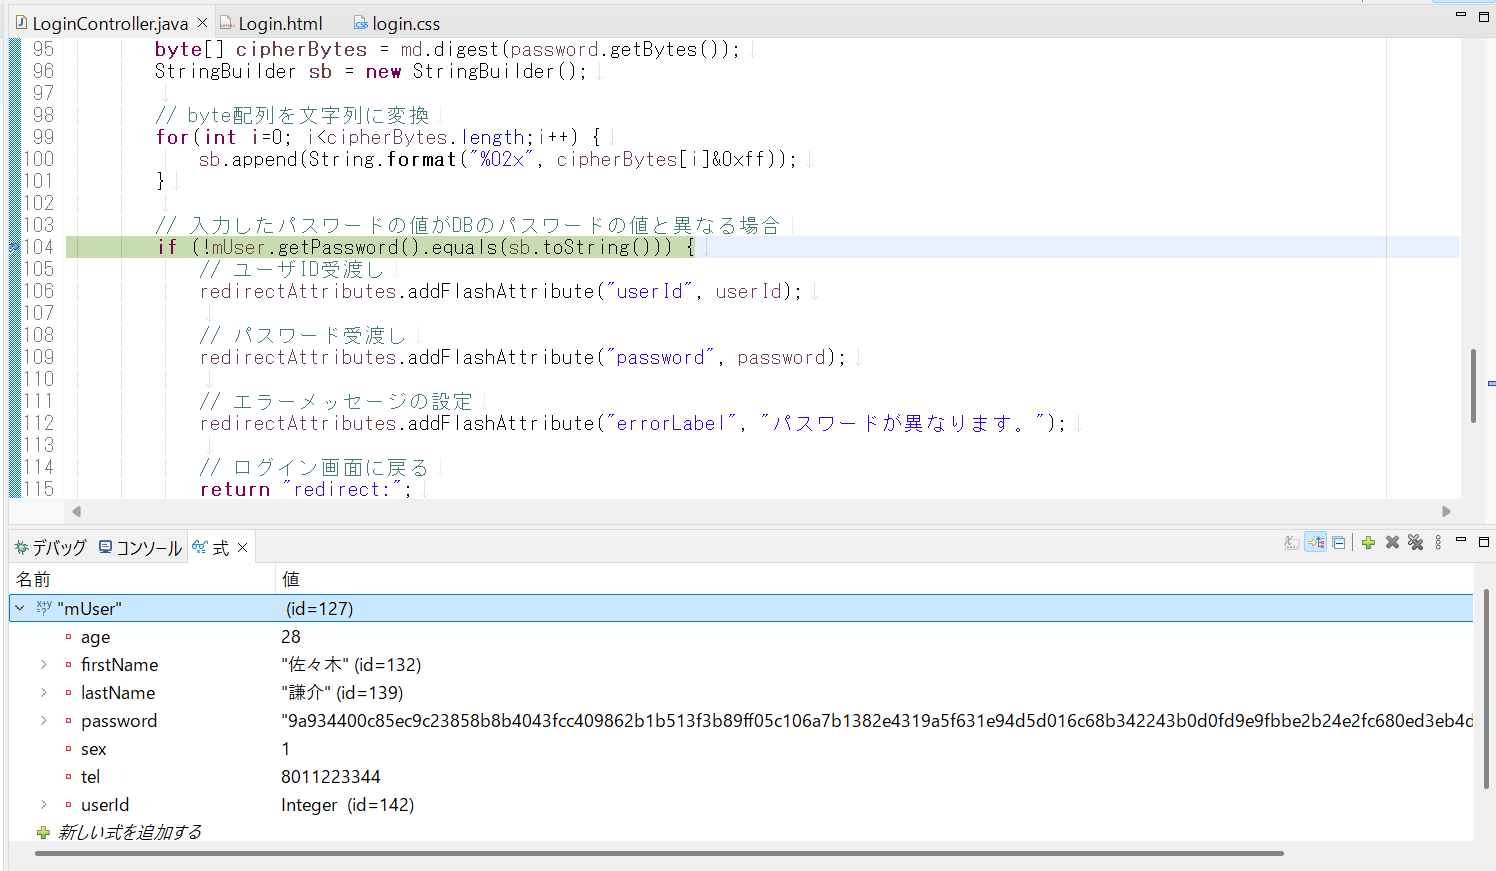 LoginController.java Login.html login.css
95 byte[] cipherBytes = md.digest(password.getBytes());
96 StringBuilder sb = new StringBuilder();
97
98 // byte配列を文字列に変換
99 for(int i=0; i<cipherBytes.length;i++) {
100 sb.append(String.format("%02x", cipherBytes[i]&0xff));
101 }
102
103 // 入力したパスワードの値がDBのパスワードの値と異なる場合
104 if (!mUser.getPassword().equals(sb.toString())) {
105 // ユーザID受渡し
106 redirectAttributes.addFlashAttribute("userId", userId);
107
108 // パスワード受渡し
109 redirectAttributes.addFlashAttribute("password", password);
110
111 // エラーメッセージの設定
112 redirectAttributes.addFlashAttribute("errorLabel", "パスワードが異なります。");
113
114 // ログイン画面に戻る
115 return "redirect:";
デバッグ コンソール 式
名前 値
"mUser" (id=127)
age 28
firstName "佐々木" (id=132)
lastName "謙介" (id=139)
password "9a934400c85ec9c23858b8b4043fcc409862b1b513f3b89ff05c106a7b1382e4319a5f631e94d5d016c68b342243b0d0fd9e9fbbe2b24e2fc680ed3eb4d
sex 1
tel 8011223344
userId Integer (id=142)
新しい式を追加する